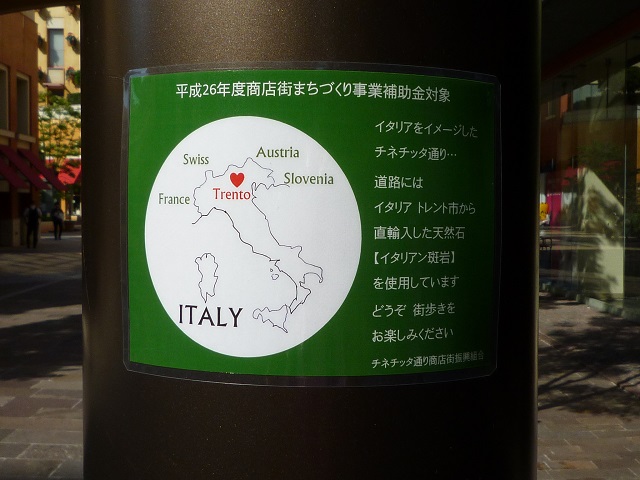 平成26年度商店街まちづくり事業補助金対象
Swiss
Austria
Slovenia
France
Trento
ITALY
イタリアをイメージした
チネチッタ通り…
道路には
イタリア トレント市から
直輸入した天然石
【イタリアン斑岩】
を使用しています
どうぞ 街歩きを
お楽しみください
チネチッタ通り商店街振興組合